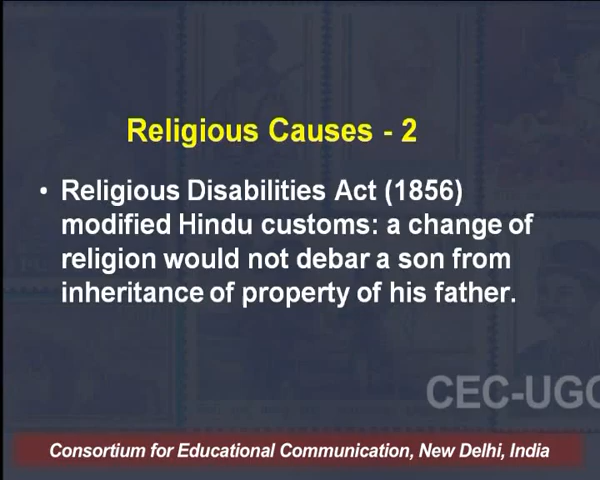 Religious Causes - 2
• Religious Disabilities Act (1856)
modified Hindu customs: a change of
religion would not debar a son from
inheritance of property of his father.
CEC-UGC
Consortium for Educational Communication, New Delhi, India